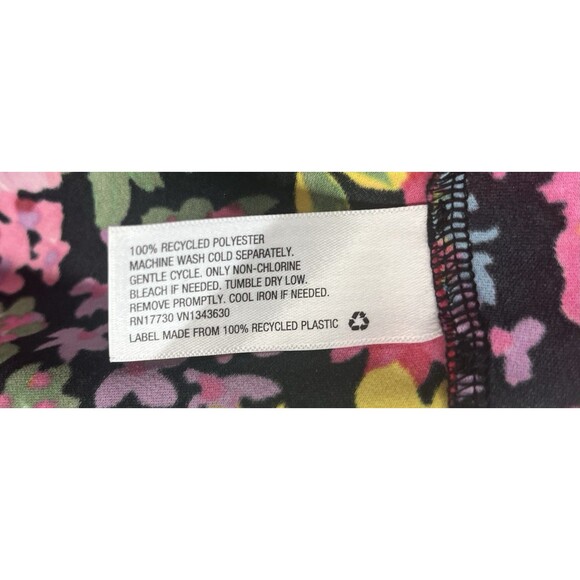 100% RECYCLED POLYESTER
MACHINE WASH COLD SEPARATELY.
GENTLE CYCLE. ONLY NON-CHLORINE
BLEACH IF NEEDED. TUMBLE DRY LOW.
REMOVE PROMPTLY. COOL IRON IF NEEDED.
RN17730 VN1343630
LABEL MADE FROM 100% RECYCLED PLASTIC